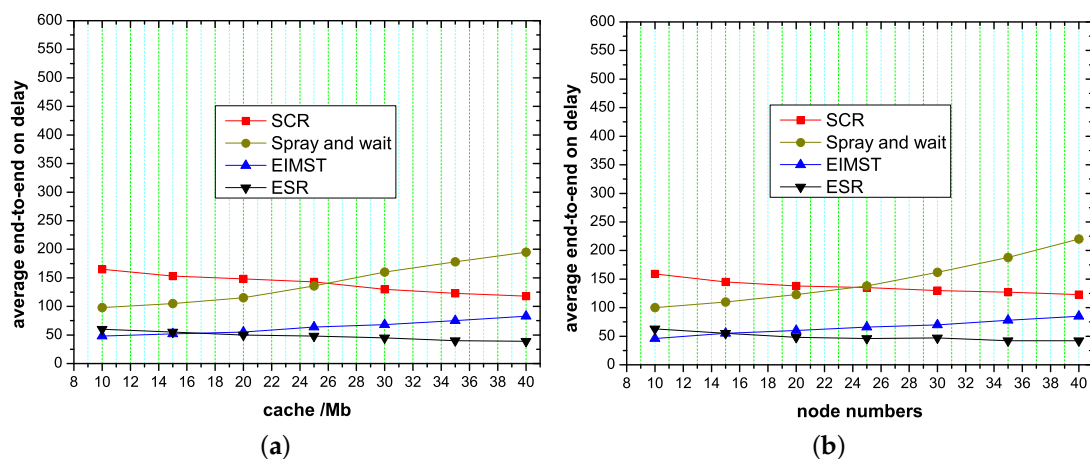 average end-to-end on delay
600
550
500
450
400
350
300
250
200
150
100
50
0
SCR
Spray and wait
EIMST
ESR
8 10 12 14 16 18 20 22 24 26 28 30 32 34 36 38 40
cache /Mb
(a)
average end-to-end on delay
600
550
500
450
400
350
300
250
200
150
100
50
0
SCR
Spray and wait
EIMST
ESR
8 10 12 14 16 18 20 22 24 26 28 30 32 34 36 38 40
node numbers
(b)